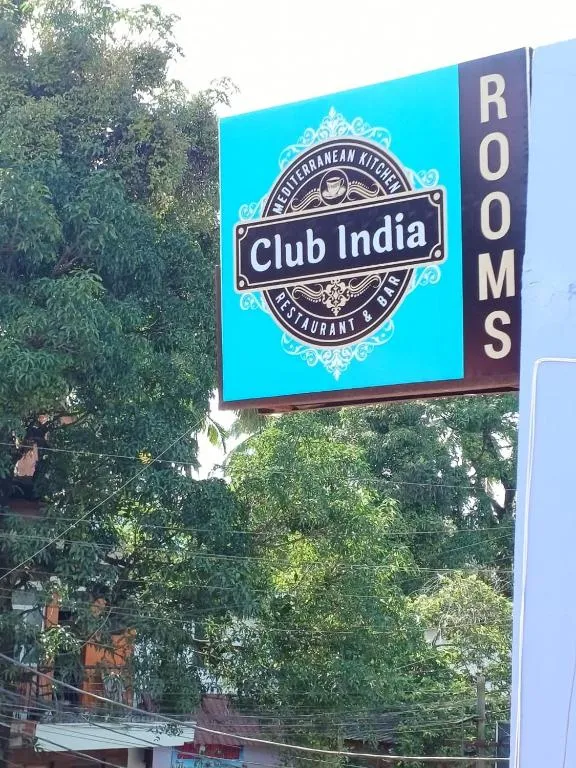 MEDITERRANEAN KITCHEN
Club India
RESTAURANT & BAR
ROOMS